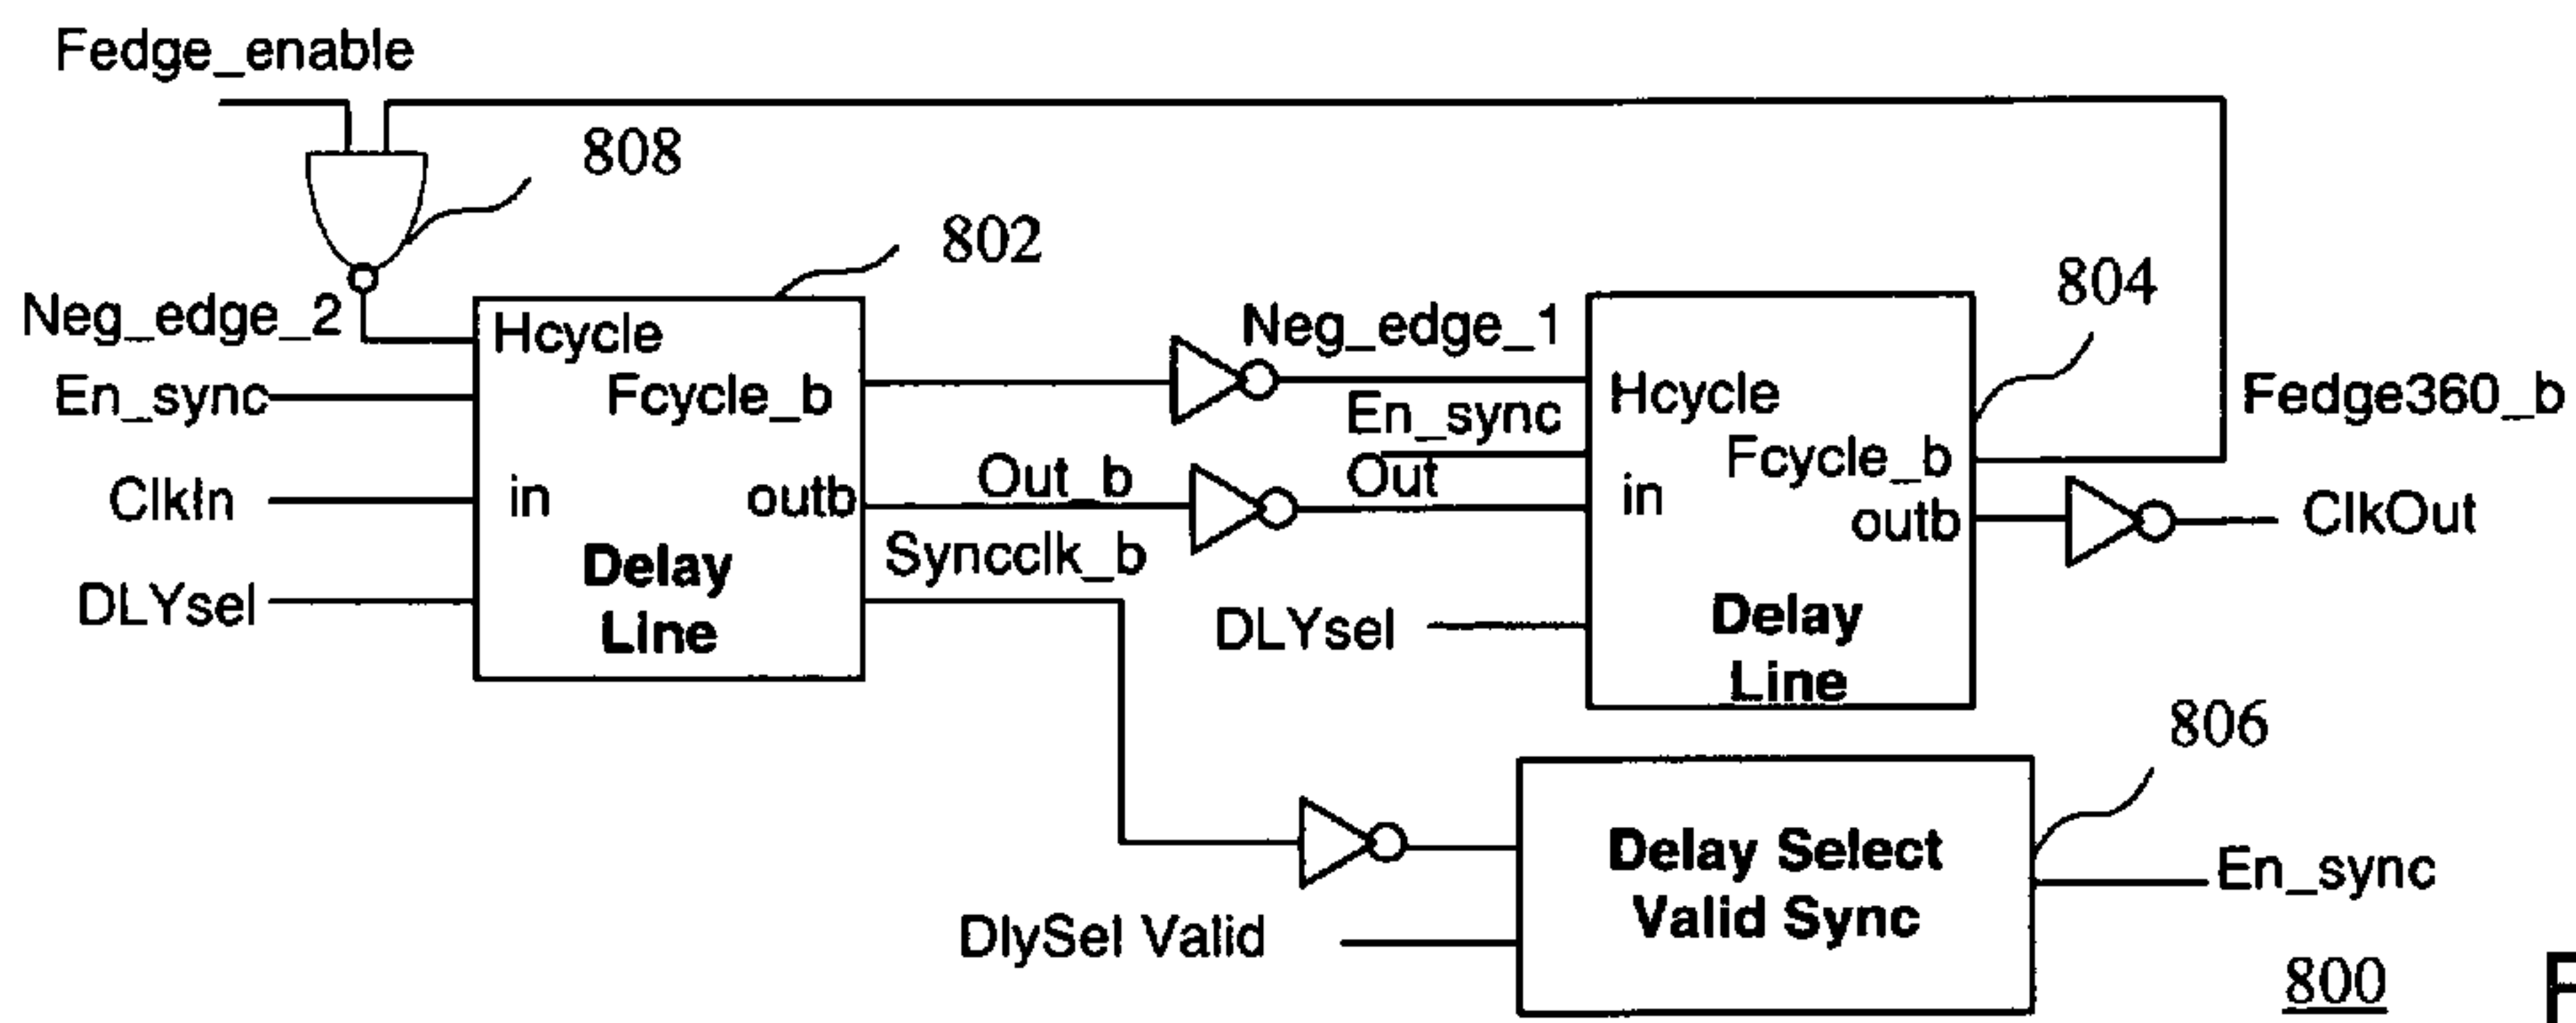 Fedge_enable
808
802
804
Neg_edge_2
Hcycle
Neg_edge_1
En_sync
Fcycle_b
En_sync
Hcycle
Fedge360_b
Fcycle_b
ClkIn
in
outb
Out_b
Out
in
outb
ClkOut
Syncclk_b
DLYsel
Delay
Line
DLYsel
Delay
Line
806
Delay Select
Valid Sync
DlySel Valid
En_sync
800